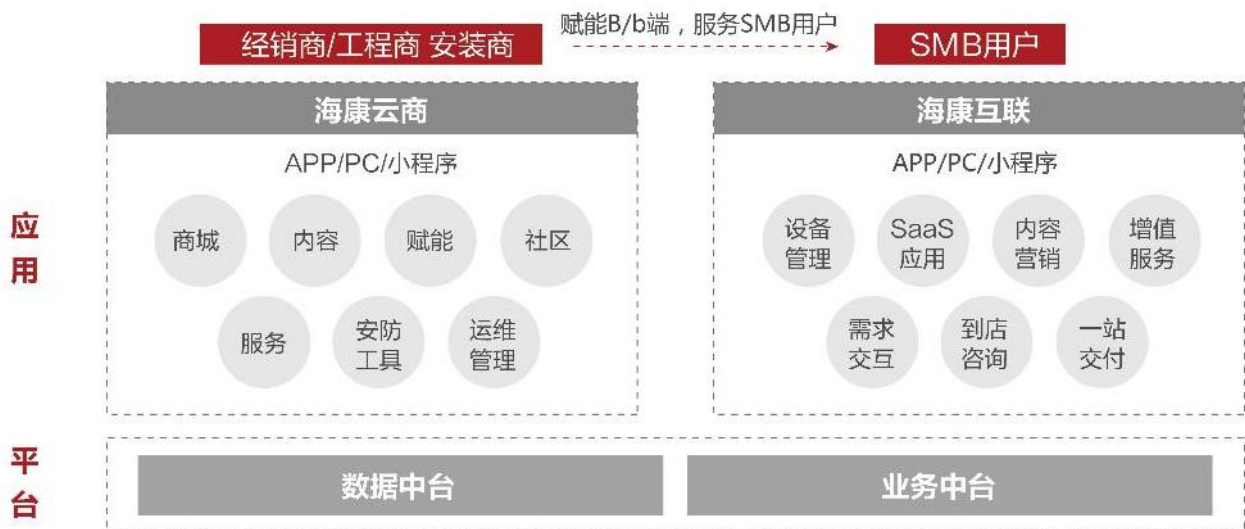 经销商/工程商 安装商
赋能B/b端，服务SMB用户
SMB用户
海康云商
APP/PC/小程序
商城
内容
赋能
社区
服务
安防
工具
运维
管理
海康互联
APP/PC/小程序
设备
管理
SaaS
应用
内容
营销
增值
服务
需求
交互
到店
咨询
一站
交付
应
用
平
台
数据中台
业务中台